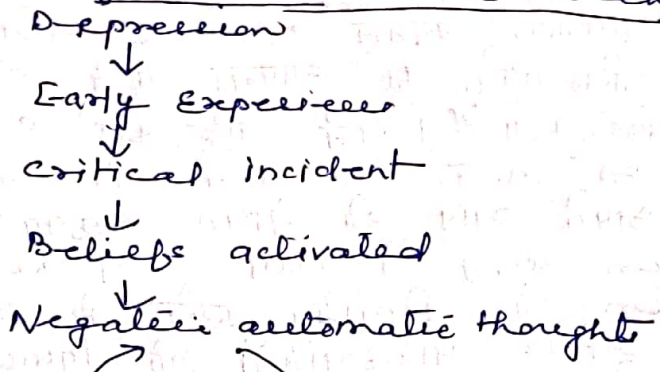 Depression
↓
Early Experiences
↓
Critical incident
↓
Beliefs activated
↓
Negative automatic thoughts